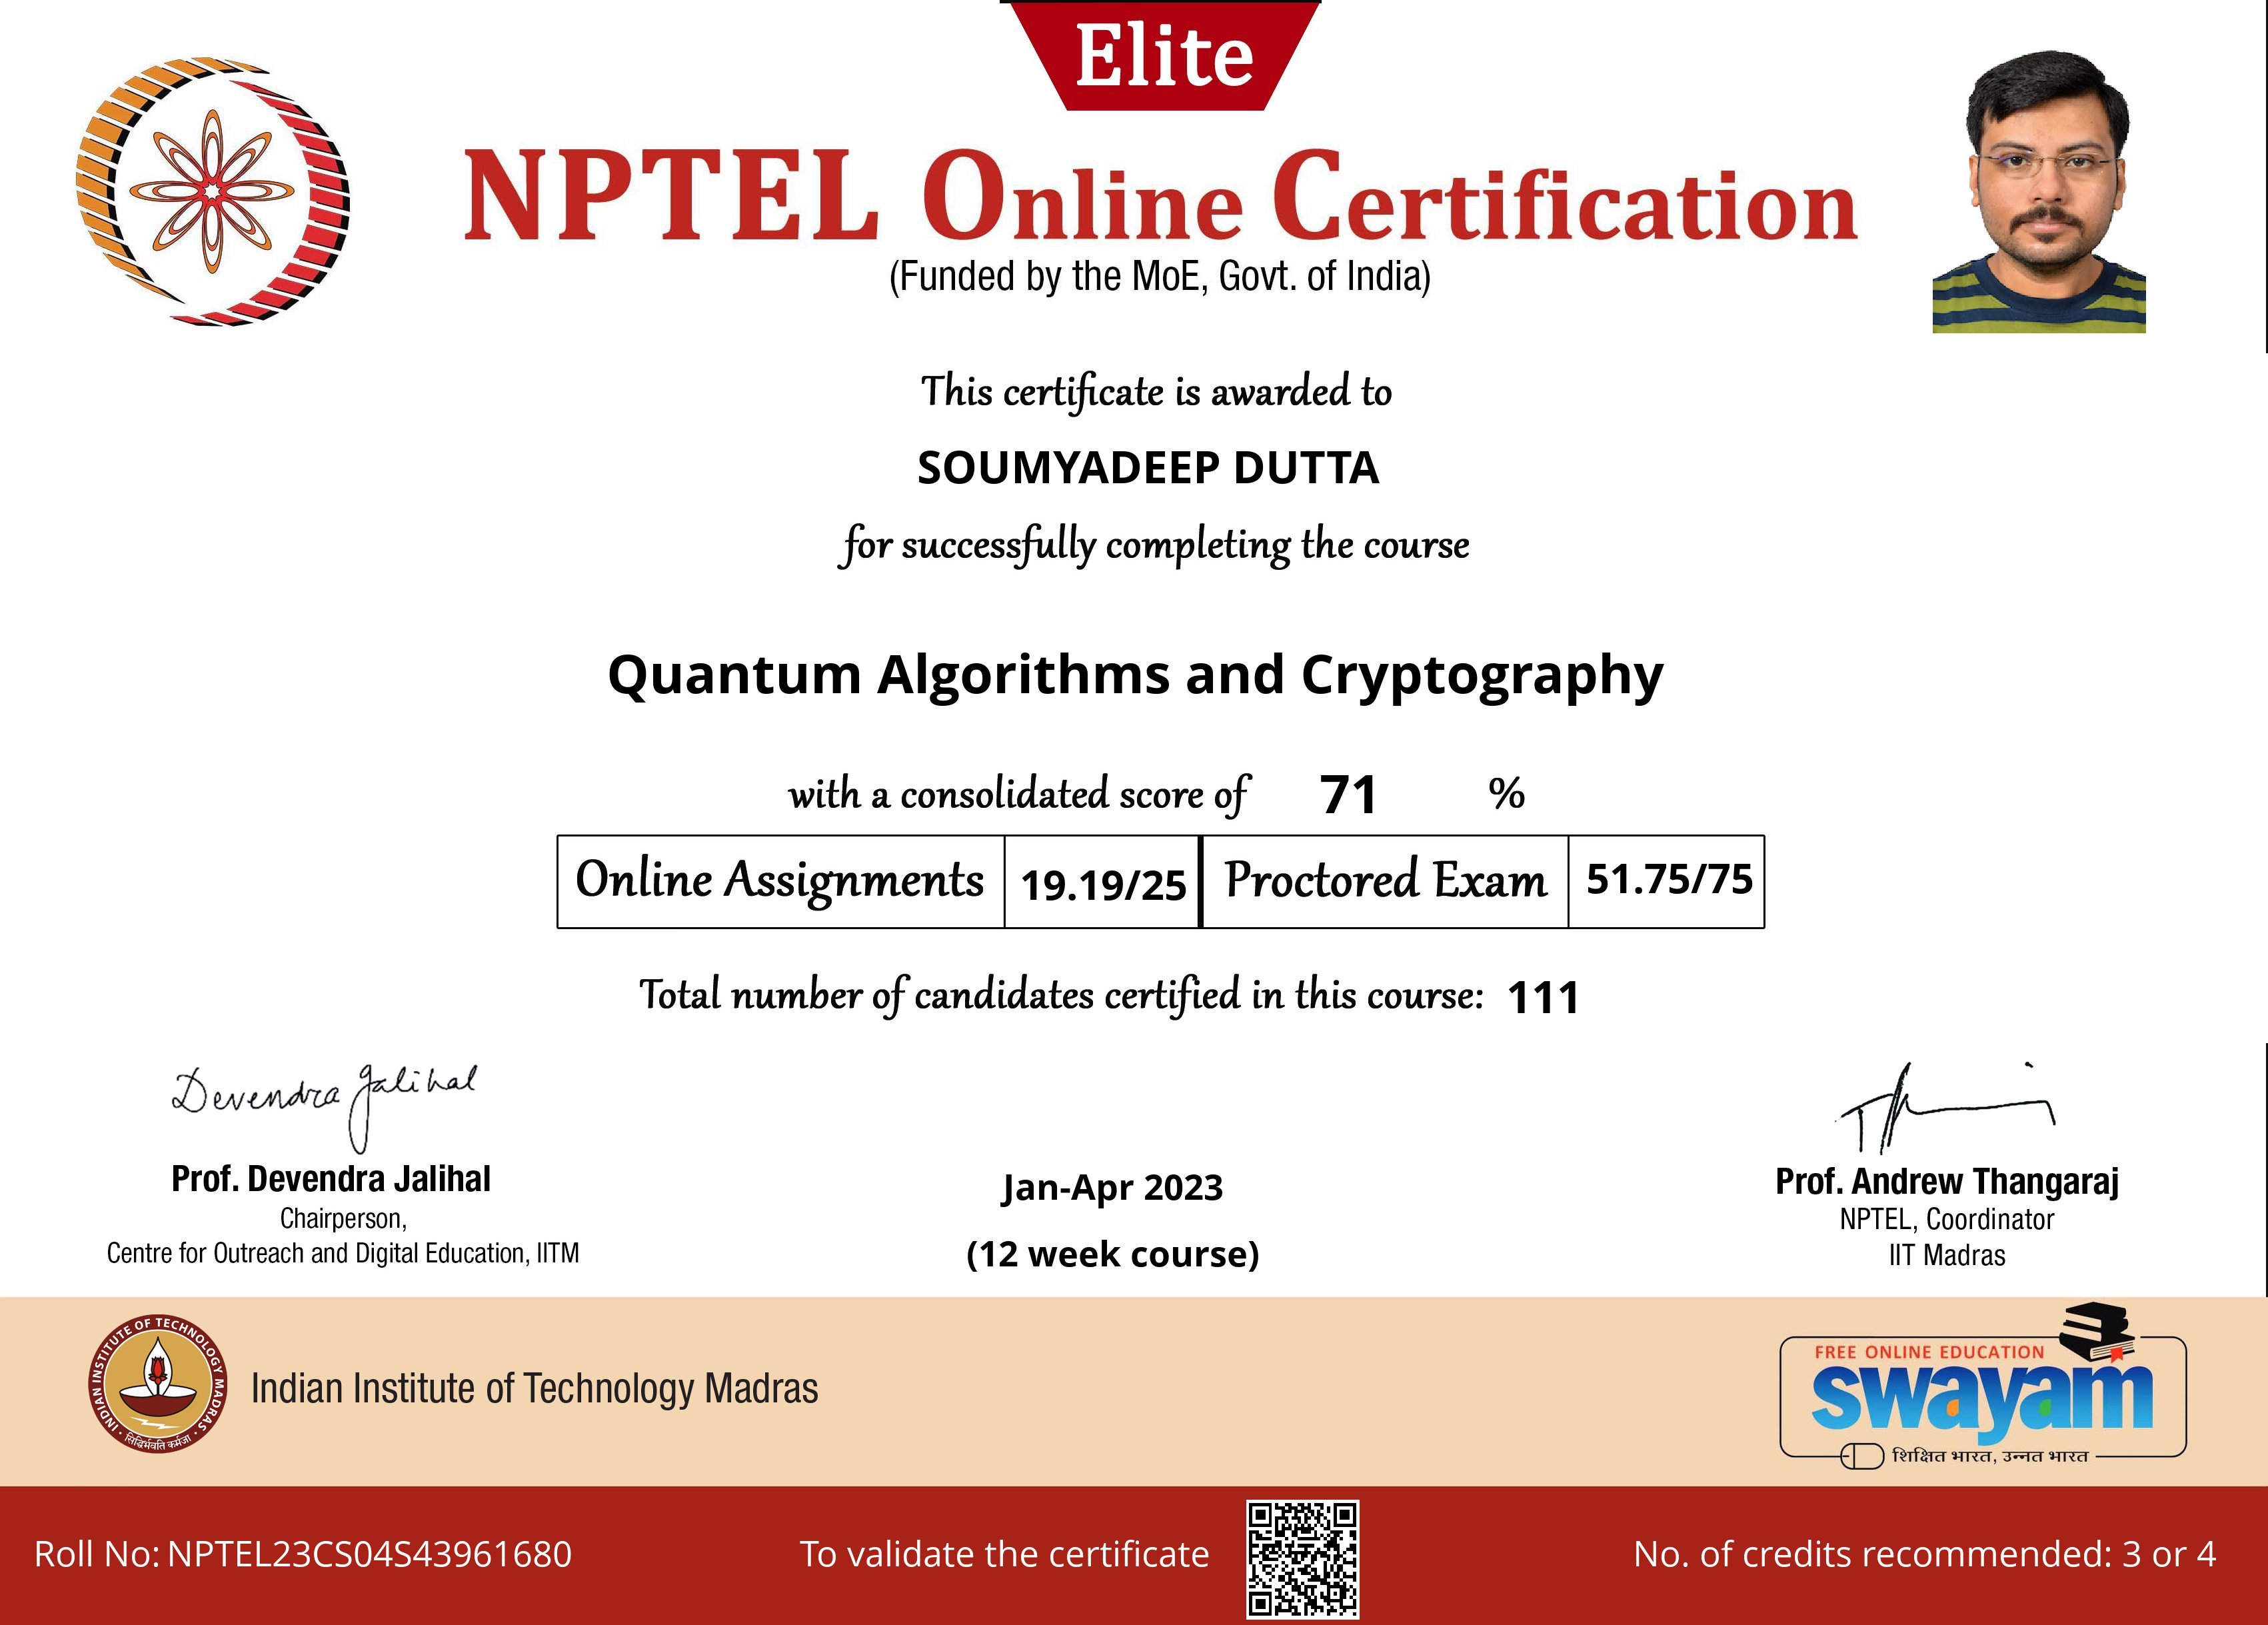 Elite
NPTEL Online Certification
(Funded by the MoE, Govt. of India)
This certificate is awarded to
SOUMYADEEP DUTTA
for successfully completing the course
Quantum Algorithms and Cryptography
with a consolidated score of 71 %
Online Assignments 19.19/25 Proctored Exam 51.75/75
Total number of candidates certified in this course: 111
Devendra Jalihal
Prof. Devendra Jalihal
Chairperson,
Centre for Outreach and Digital Education, IITM
Jan-Apr 2023
(12 week course)
Prof. Andrew Thangaraj
NPTEL, Coordinator
IIT Madras
INDIAN INSTITUTE OF TECHNOLOGY MADRAS
सिद्धिर्भवति कर्मजा
Indian Institute of Technology Madras
FREE ONLINE EDUCATION
swayam
शिक्षित भारत, उन्नत भारत
Roll No: NPTEL23CS04S43961680
To validate the certificate
No. of credits recommended: 3 or 4